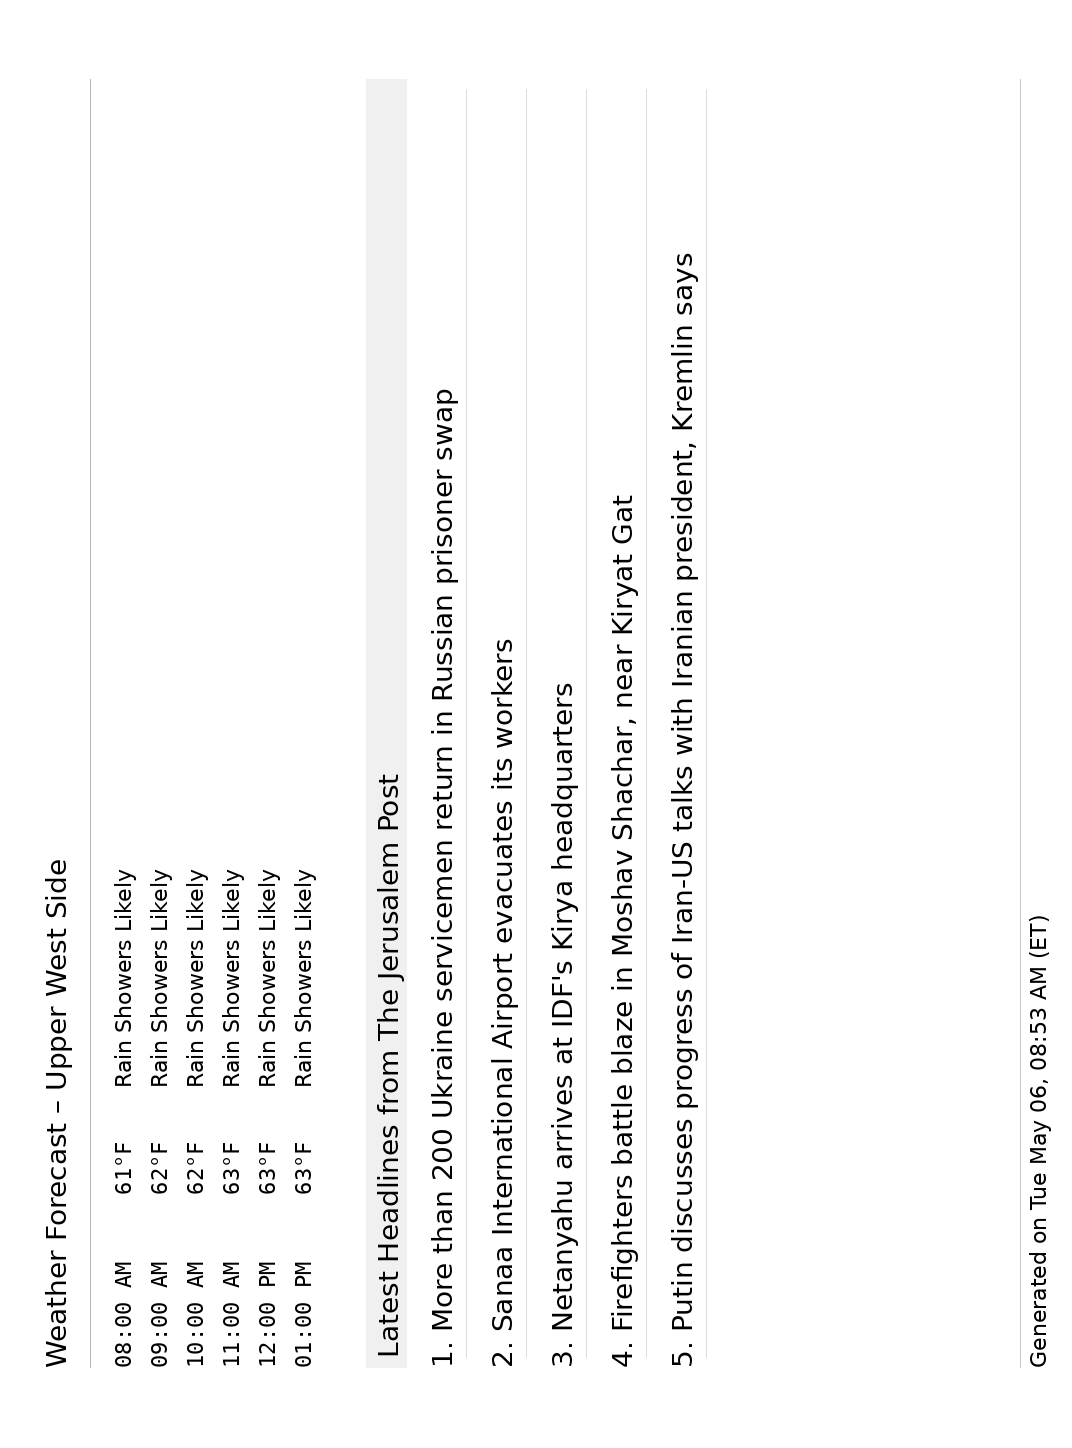 Weather Forecast – Upper West Side
08:00 AM 61°F Rain Showers Likely
09:00 AM 62°F Rain Showers Likely
10:00 AM 62°F Rain Showers Likely
11:00 AM 63°F Rain Showers Likely
12:00 PM 63°F Rain Showers Likely
01:00 PM 63°F Rain Showers Likely
Latest Headlines from The Jerusalem Post
1. More than 200 Ukraine servicemen return in Russian prisoner swap
2. Sanaa International Airport evacuates its workers
3. Netanyahu arrives at IDF's Kirya headquarters
4. Firefighters battle blaze in Moshav Shachar, near Kiryat Gat
5. Putin discusses progress of Iran-US talks with Iranian president, Kremlin says
Generated on Tue May 06, 08:53 AM (ET)